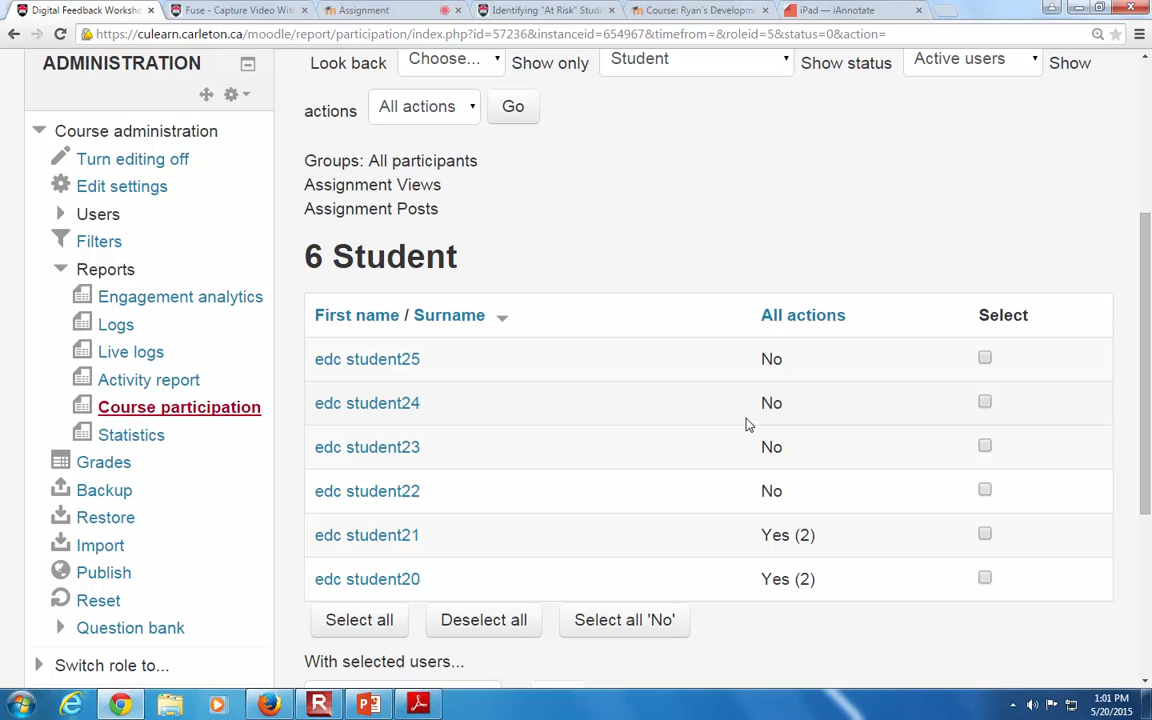 Digital Feedback Worksho
Fuse - Capture Video Wit
Assignment
Identifying "At Risk" Stud
Course: Ryan's Developm
iPad — iAnnotate
https://culearn.carleton.ca/moodle/report/participation/index.php?id=57236&instanceid=654967&timefrom=&roleid=5&status=0&action=
ADMINISTRATION
Course administration
Turn editing off
Edit settings
Users
Filters
Reports
Engagement analytics
Logs
Live logs
Activity report
Course participation
Statistics
Grades
Backup
Restore
Import
Publish
Reset
Question bank
Switch role to...
Look back Choose... Show only Student Show status Active users Show
actions All actions Go
Groups: All participants
Assignment Views
Assignment Posts
6 Student
First name / Surname All actions Select
edc student25 No
edc student24 No
edc student23 No
edc student22 No
edc student21 Yes (2)
edc student20 Yes (2)
Select all Deselect all Select all 'No'
With selected users...
1:01 PM
5/20/2015